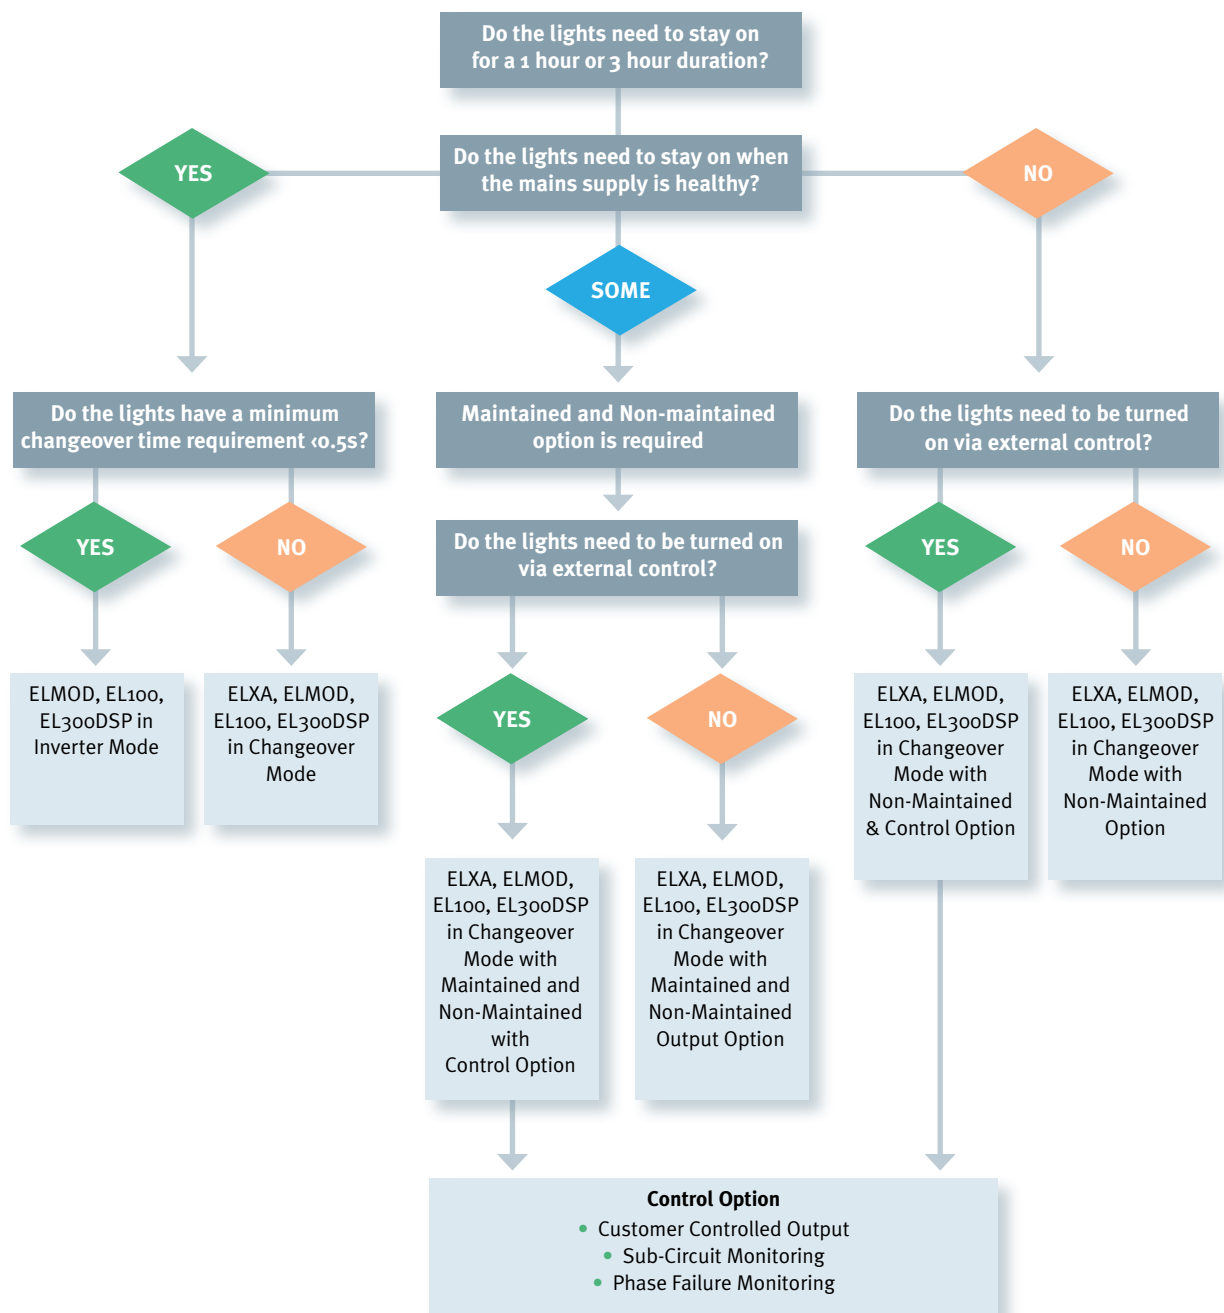 Do the lights need to stay on
for a 1 hour or 3 hour duration?
Do the lights need to stay on when
the mains supply is healthy?
YES
NO
SOME
Do the lights have a minimum
changeover time requirement <0.5s?
YES
NO
ELMOD, EL100,
EL300DSP in
Inverter Mode
ELXA, ELMOD,
EL100, EL300DSP
in Changeover
Mode
Maintained and Non-maintained
option is required
Do the lights need to be turned on
via external control?
YES
NO
ELXA, ELMOD,
EL100, EL300DSP
in Changeover
Mode with
Maintained and
Non-Maintained
with
Control Option
ELXA, ELMOD,
EL100, EL300DSP
in Changeover
Mode with
Maintained and
Non-Maintained
Output Option
Do the lights need to be turned
on via external control?
YES
NO
ELXA, ELMOD,
EL100, EL300DSP
in Changeover
Mode with
Non-Maintained
& Control Option
ELXA, ELMOD,
EL100, EL300DSP
in Changeover
Mode with
Non-Maintained
Option
Control Option
• Customer Controlled Output
• Sub-Circuit Monitoring
• Phase Failure Monitoring